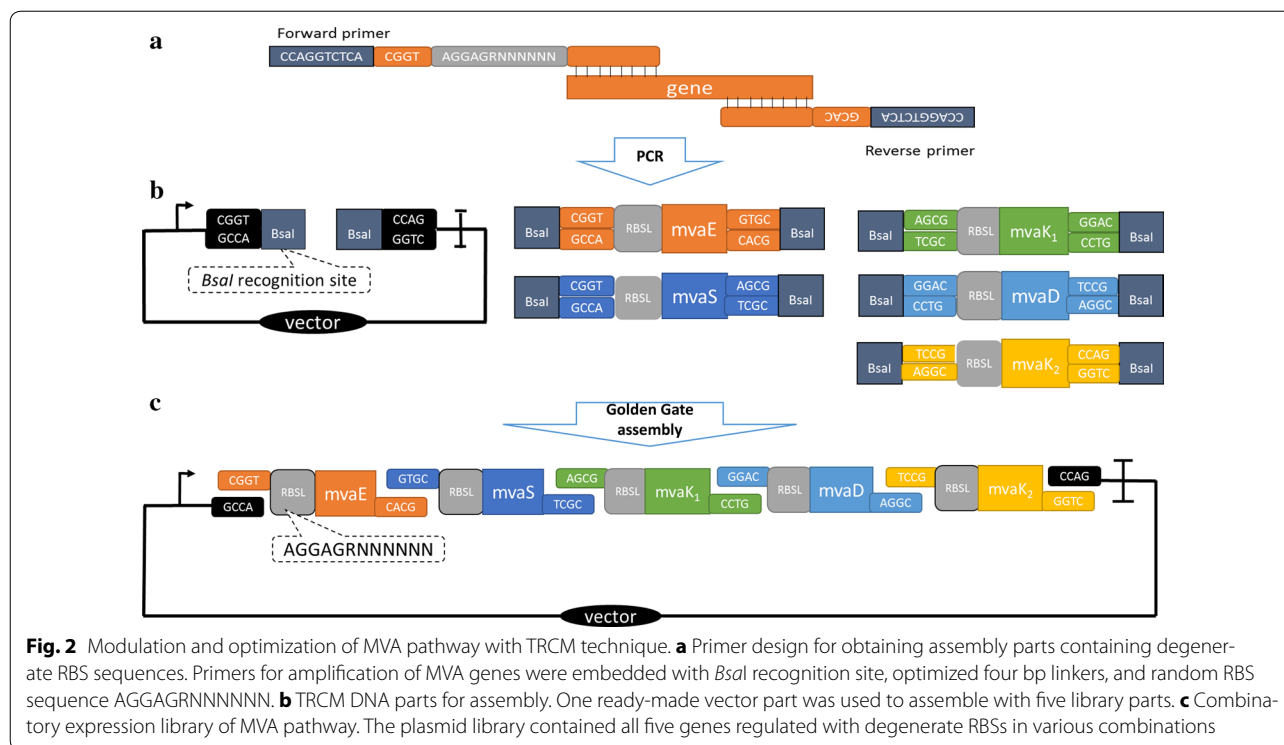 a
Forward primer
CCAGGTCTCA CGGT AGGAGRNNNNNN
gene
GCAC CCAGGTCTCA
Reverse primer
PCR
b
CGGT
GCCA
BsaI
BsaI
CCAG
GGTC
BsaI recognition site
vector
BsaI
CGGT
GCCA
RBSL
mvaE
GTGC
CACG
BsaI
BsaI
CGGT
GCCA
RBSL
mvaS
AGCG
TCGC
BsaI
BsaI
AGCG
TCGC
RBSL
mvaK₁
GGAC
CCTG
BsaI
BsaI
GGAC
CCTG
RBSL
mvaD
TCCG
AGGC
BsaI
BsaI
TCCG
AGGC
RBSL
mvaK₂
CCAG
GGTC
BsaI
c
Golden Gate
assembly
CGGT
GCCA
RBSL
mvaE
CACG
GTGC
RBSL
mvaS
TCGC
AGCG
RBSL
mvaK₁
CCTG
GGAC
RBSL
mvaD
AGGC
TCCG
RBSL
mvaK₂
GGTC
CCAG
AGGAGRNNNNNN
vector
Fig. 2 Modulation and optimization of MVA pathway with TRCM technique. a Primer design for obtaining assembly parts containing degener-
ate RBS sequences. Primers for amplification of MVA genes were embedded with BsaI recognition site, optimized four bp linkers, and random RBS
sequence AGGAGRNNNNNN. b TRCM DNA parts for assembly. One ready-made vector part was used to assemble with five library parts. c Combina-
tory expression library of MVA pathway. The plasmid library contained all five genes regulated with degenerate RBSs in various combinations